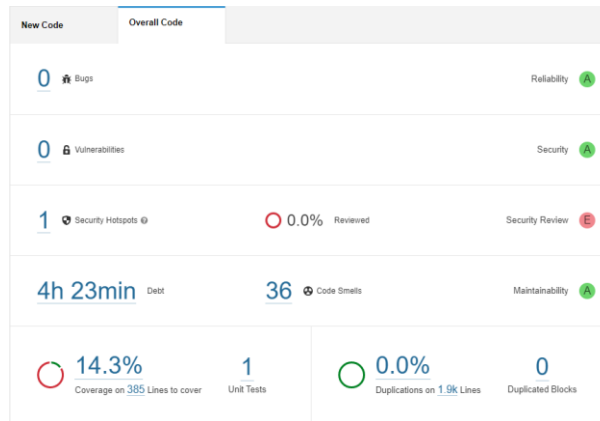 New Code Overall Code
0 Bugs Reliability A
0 Vulnerabilities Security A
1 Security Hotspots ? 0.0% Reviewed Security Review E
4h 23min Debt 36 Code Smells Maintainability A
14.3% 1 0.0% 0
Coverage on 385 Lines to cover Unit Tests Duplications on 1.9k Lines Duplicated Blocks